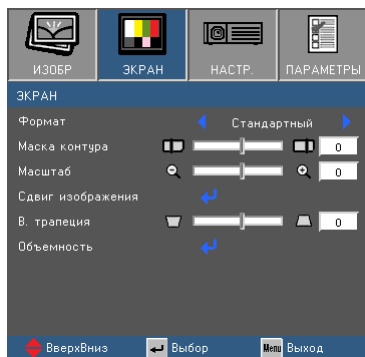 ИЗОБР ЭКРАН НАСТР. ПАРАМЕТРЫ
ЭКРАН
Формат Стандартный
Маска контура 0
Масштаб 0
Сдвиг изображения
В. трапеция 0
Объемность
ВверхВниз Выбор Menu Выход